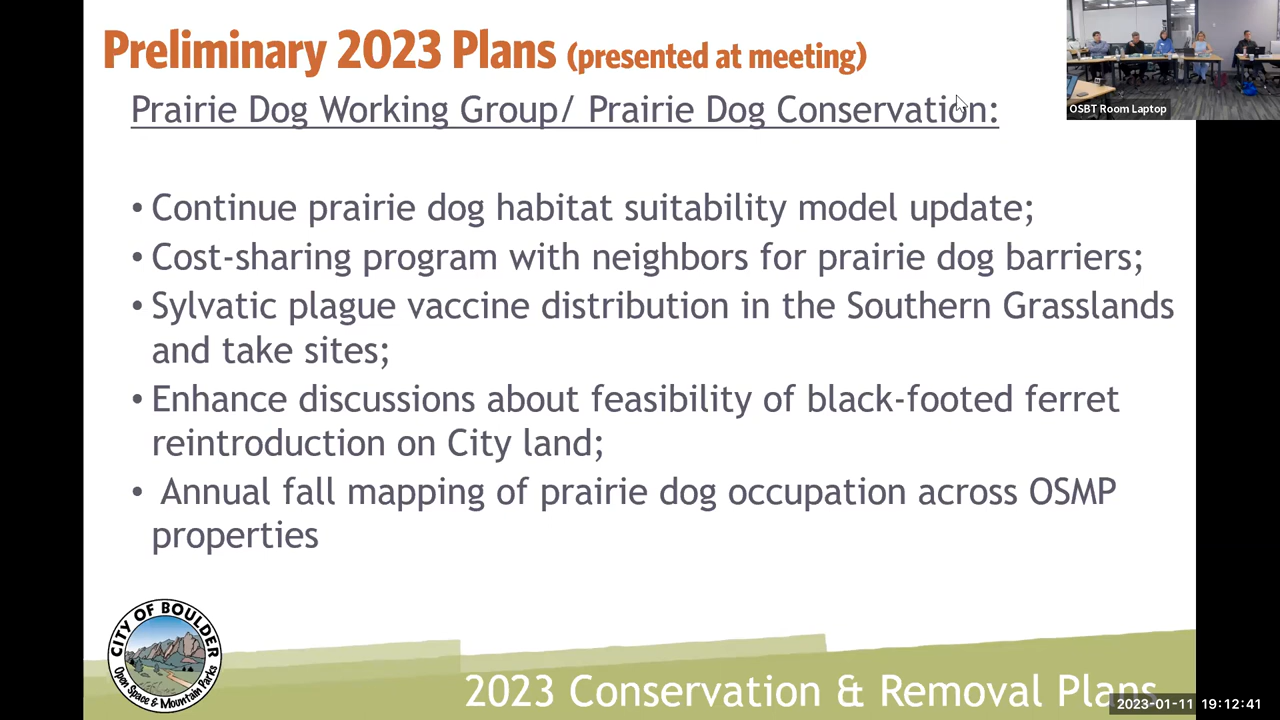 Preliminary 2023 Plans (presented at meeting)
Prairie Dog Working Group/ Prairie Dog Conservation:
OSBT Room Laptop
• Continue prairie dog habitat suitability model update;
• Cost-sharing program with neighbors for prairie dog barriers;
• Sylvatic plague vaccine distribution in the Southern Grasslands
and take sites;
• Enhance discussions about feasibility of black-footed ferret
reintroduction on City land;
• Annual fall mapping of prairie dog occupation across OSMP
properties
CITY OF BOULDER
Open Space & Mountain Parks
2023 Conservation & Removal Plans
2023-01-11 19:12:41